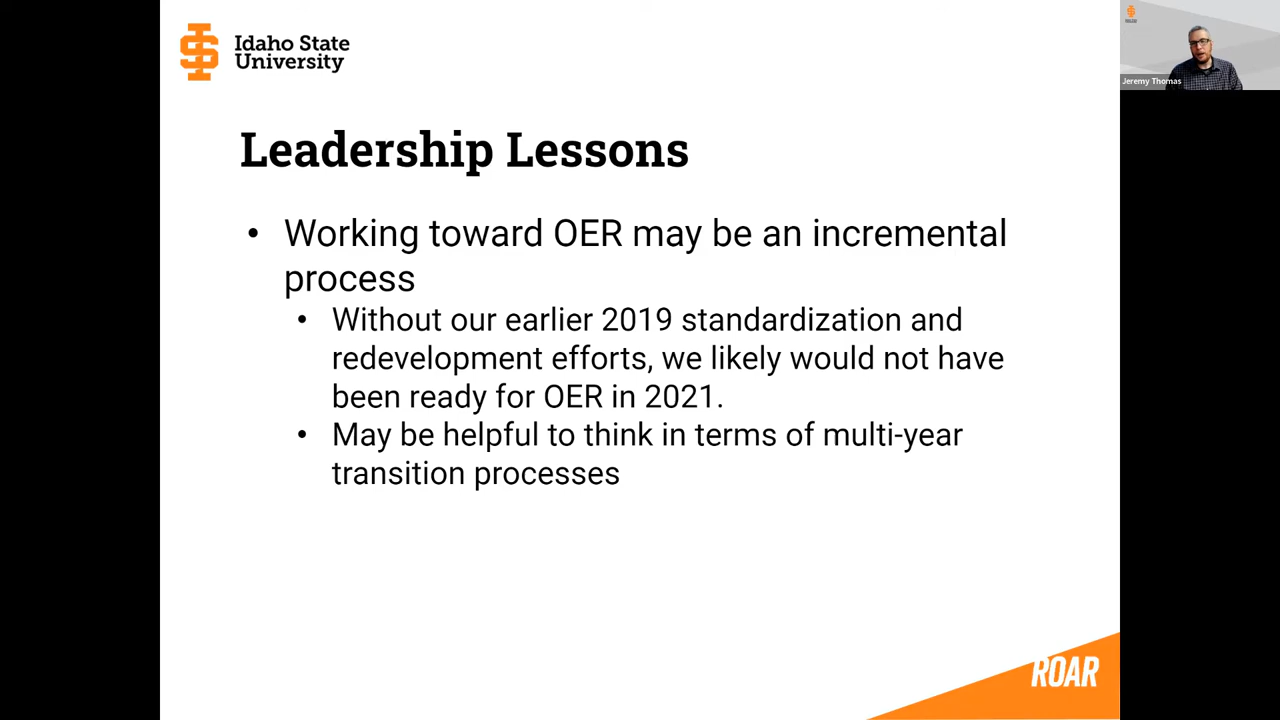 Idaho State
University
Jeremy Thomas
Leadership Lessons
• Working toward OER may be an incremental
process
• Without our earlier 2019 standardization and
redevelopment efforts, we likely would not have
been ready for OER in 2021.
• May be helpful to think in terms of multi-year
transition processes
ROAR